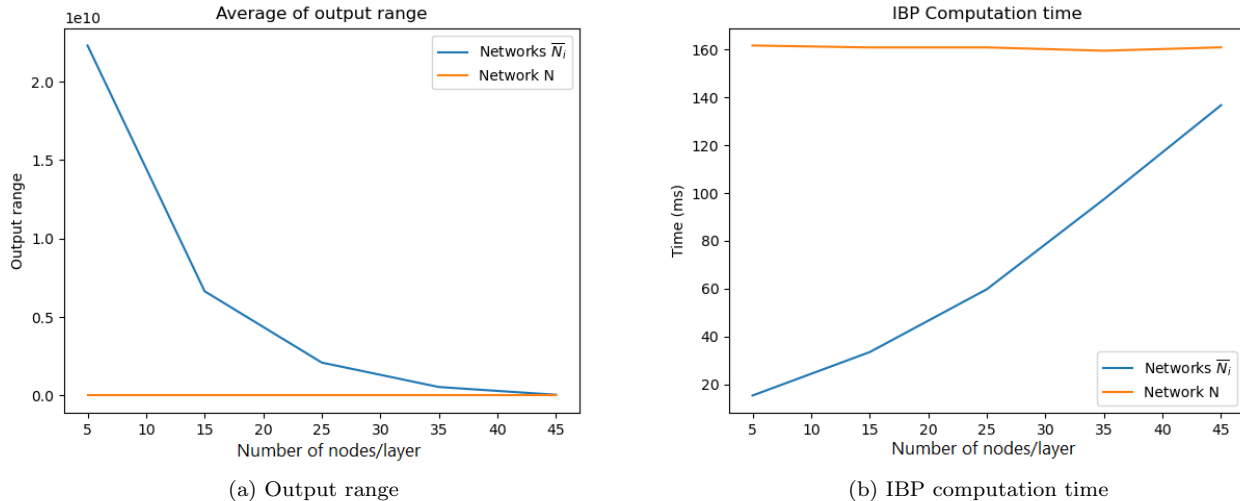 Average of output range
1e10
2.0
1.5
1.0
0.5
0.0
Output range
Networks $\overline{N}_i$
Network N
5 10 15 20 25 30 35 40 45
Number of nodes/layer
(a) Output range
IBP Computation time
160
140
120
100
80
60
40
20
Time (ms)
Networks $\overline{N}_i$
Network N
5 10 15 20 25 30 35 40 45
Number of nodes/layer
(b) IBP computation time